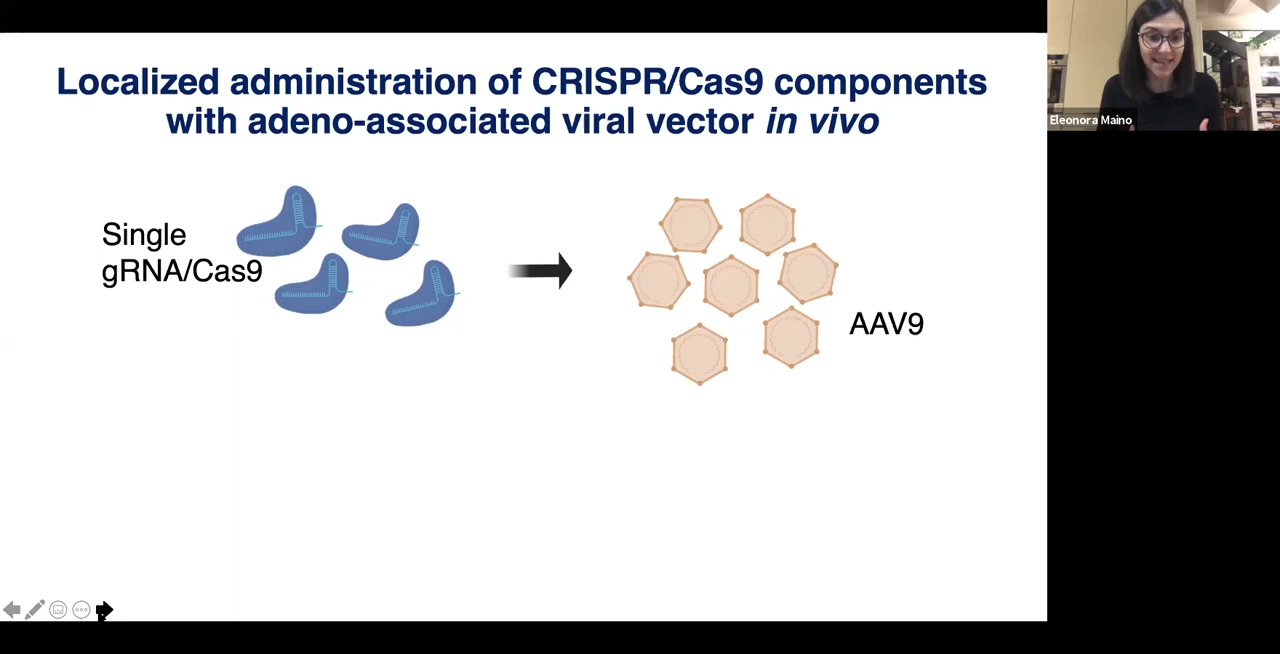 Localized administration of CRISPR/Cas9 components
with adeno-associated viral vector in vivo
Single
gRNA/Cas9
AAV9
Eleonora Maino